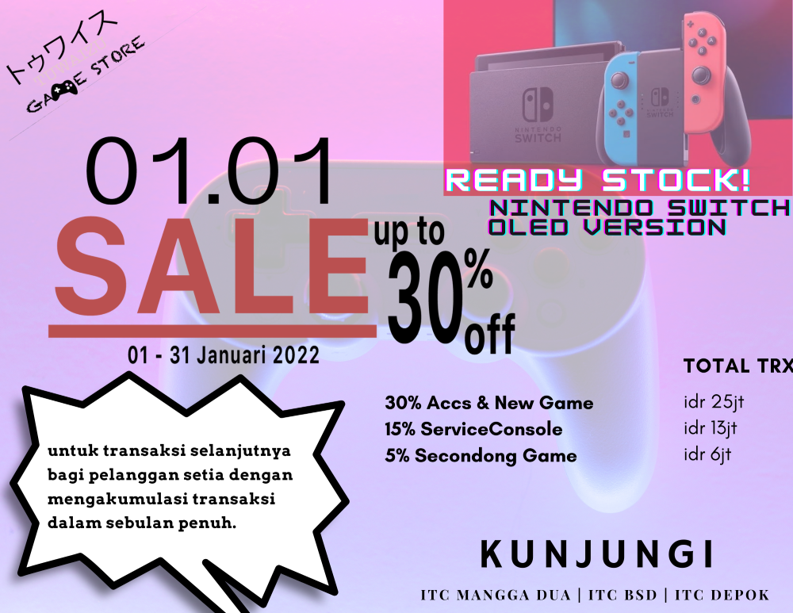 トゥワイス
GAME STORE
NINTENDO
SWITCH
NINTENDO
SWITCH
READY STOCK!
NINTENDO SWITCH
OLED VERSION
01.01
SALE
up to
30%
off
01 - 31 Januari 2022
TOTAL TRX
30% Accs & New Game idr 25jt
15% ServiceConsole idr 13jt
5% Secondong Game idr 6jt
untuk transaksi selanjutnya
bagi pelanggan setia dengan
mengakumulasi transaksi
dalam sebulan penuh.
KUNJUNGI
ITC MANGGA DUA | ITC BSD | ITC DEPOK